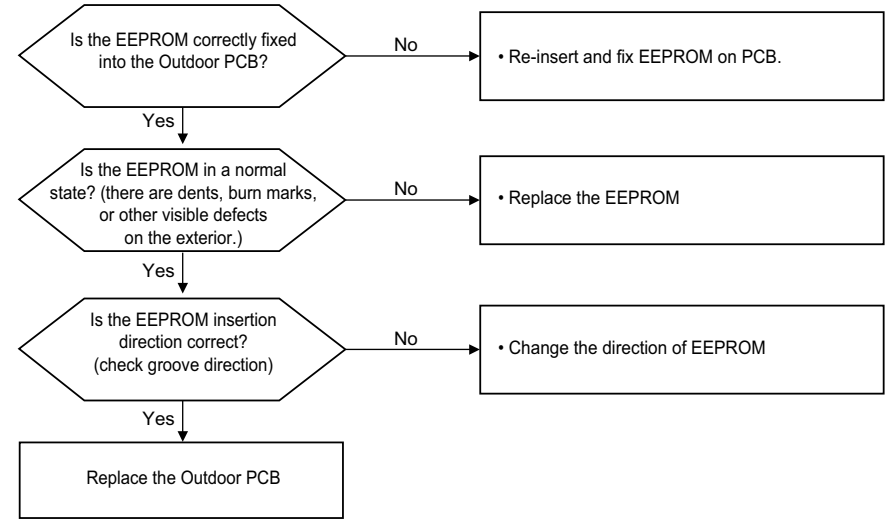 Is the EEPROM correctly fixed
into the Outdoor PCB?
No
• Re-insert and fix EEPROM on PCB.
Yes
Is the EEPROM in a normal
state? (there are dents, burn marks,
or other visible defects
on the exterior.)
No
• Replace the EEPROM
Yes
Is the EEPROM insertion
direction correct?
(check groove direction)
No
• Change the direction of EEPROM
Yes
Replace the Outdoor PCB